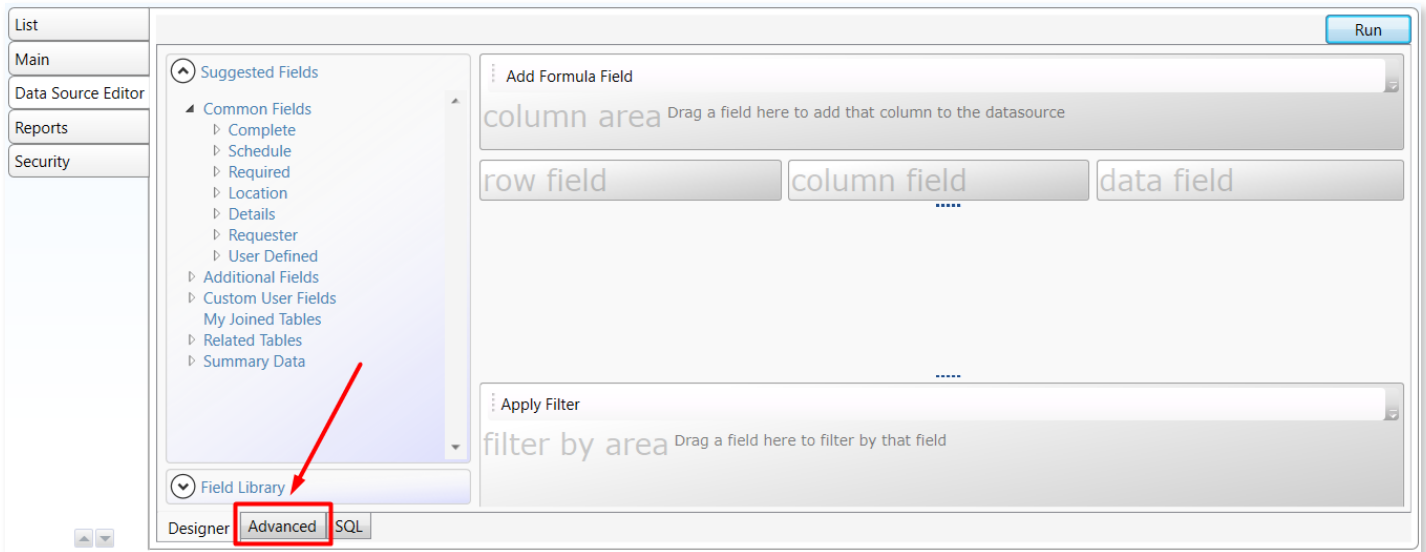 List
Main
Data Source Editor
Reports
Security
Run
Suggested Fields
Common Fields
Complete
Schedule
Required
Location
Details
Requester
User Defined
Additional Fields
Custom User Fields
My Joined Tables
Related Tables
Summary Data
Field Library
Add Formula Field
column area Drag a field here to add that column to the datasource
row field
column field
data field
Apply Filter
filter by area Drag a field here to filter by that field
Designer
Advanced
SQL